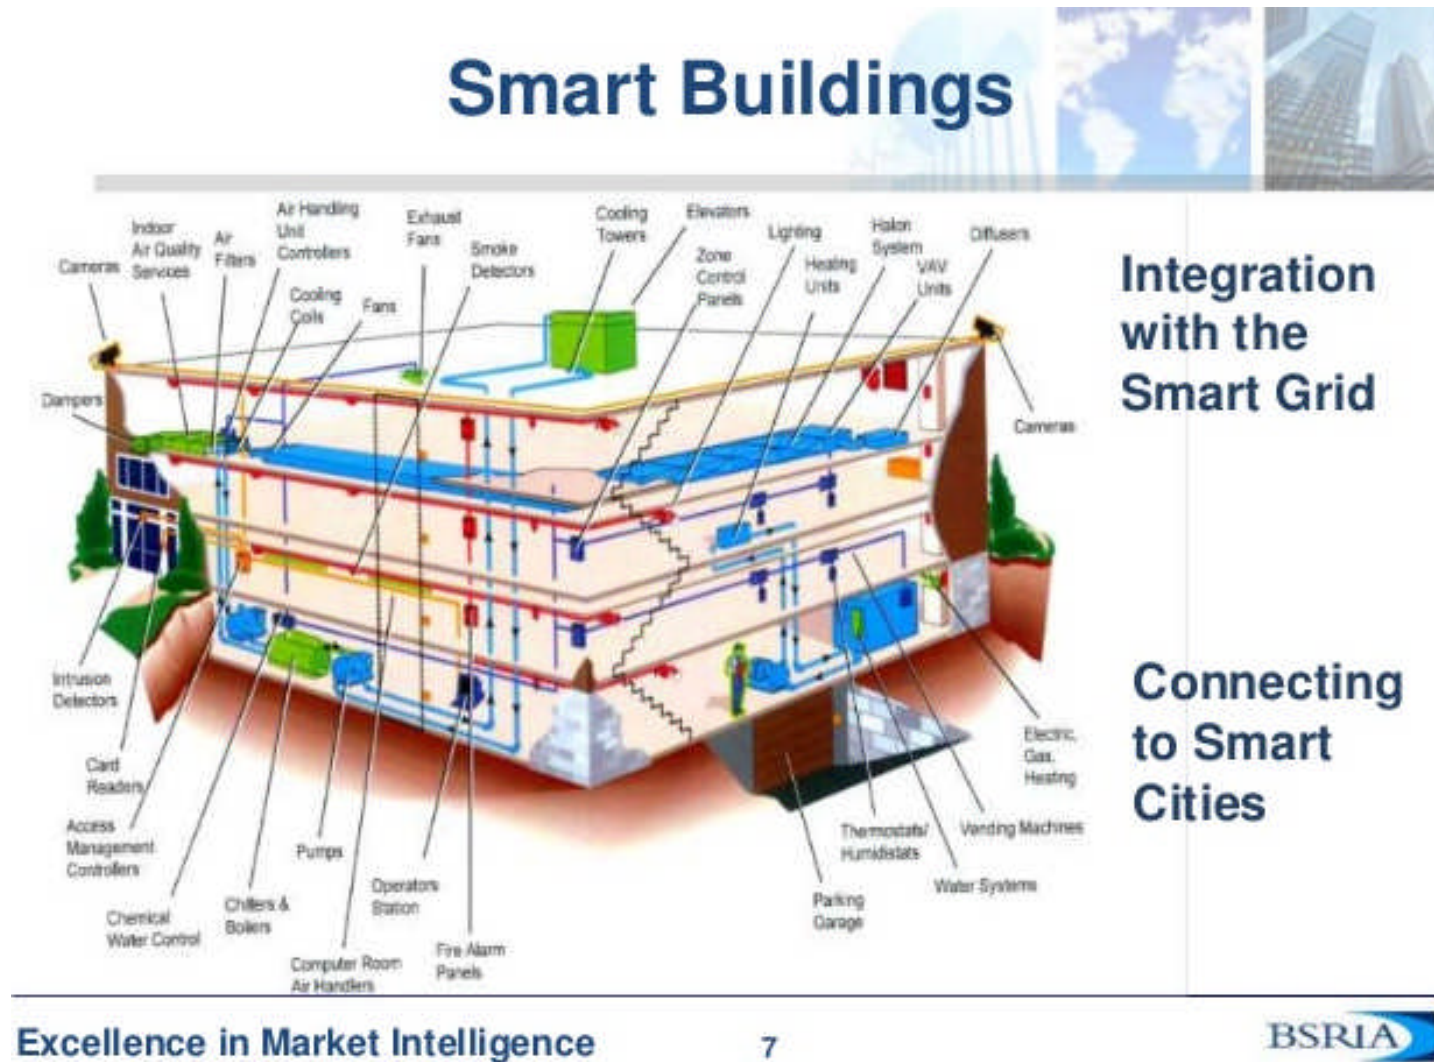 Smart Buildings
Indoor
Air Quality
Services
Air
Filters
Air Handling
Unit
Controllers
Exhaust
Fans
Smoke
Detectors
Cooling
Towers
Elevators
Zone
Control
Panels
Lighting
Heating
Units
Halon
System
VAV
Units
Diffusers
Cameras
Cooling
Coils
Fans
Integration
with the
Smart Grid
Dampers
Cameras
Intrusion
Detectors
Card
Readers
Access
Management
Controllers
Chemical
Water Control
Chillers &
Boilers
Pumps
Operators
Station
Computer Room
Air Handlers
Fire Alarm
Panels
Electric,
Gas,
Heating
Thermostats/
Humidistats
Vending Machines
Water Systems
Parking
Garage
Connecting
to Smart
Cities
Excellence in Market Intelligence
7
BSRIA